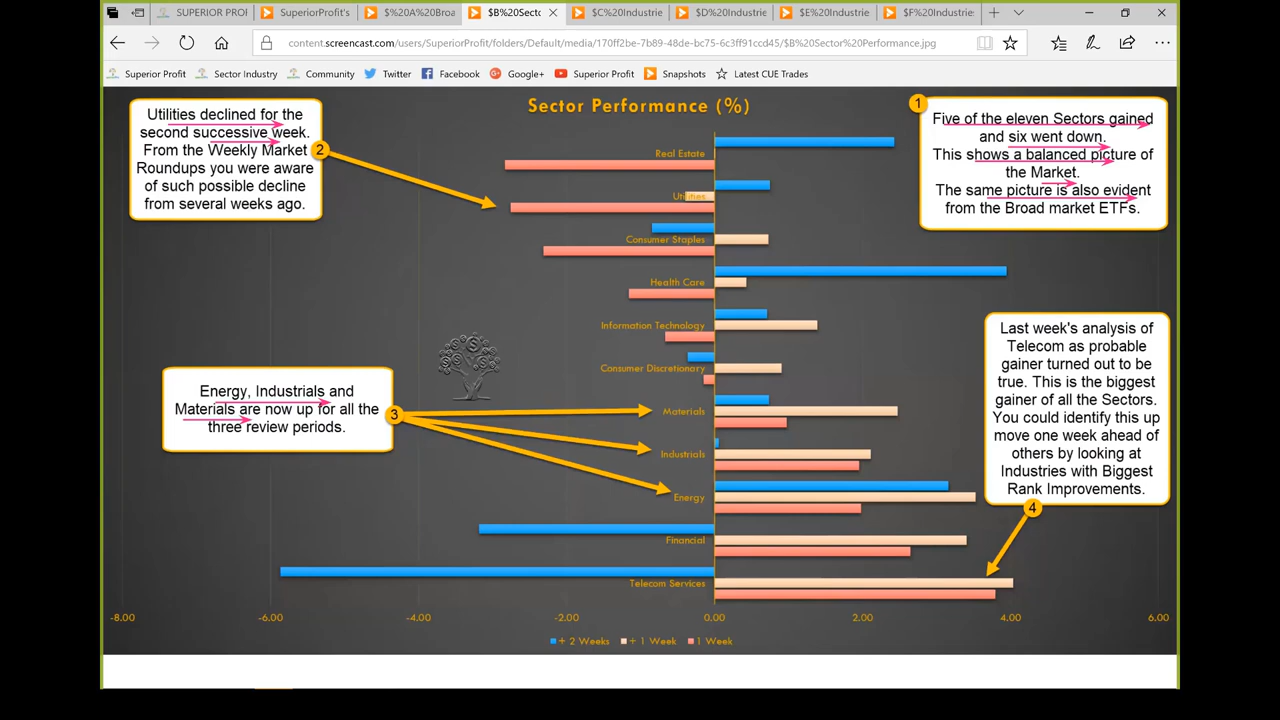 SUPERIOR PROF
SuperiorProfit's
$%20A%20Broa
$B%20Secto
$C%20Industrie
$D%20Industrie
$E%20Industrie
$F%20Industries
content.screencast.com/users/SuperiorProfit/folders/Default/media/170ff2be-7b89-48de-bc75-6c3ff91ccd45/$B%20Sector%20Performance.jpg
Superior Profit
Sector Industry
Community
Twitter
Facebook
Google+
Superior Profit
Snapshots
Latest CUE Trades
Sector Performance (%)
1
Five of the eleven Sectors gained
and six went down.
This shows a balanced picture of
the Market.
The same picture is also evident
from the Broad market ETFs.
Utilities declined for the
second successive week.
From the Weekly Market
Roundups you were aware
of such possible decline
from several weeks ago.
2
Energy, Industrials and
Materials are now up for all the
three review periods.
3
Last week's analysis of
Telecom as probable
gainer turned out to be
true. This is the biggest
gainer of all the Sectors.
You could identify this up
move one week ahead of
others by looking at
Industries with Biggest
Rank Improvements.
4
Real Estate
Utilities
Consumer Staples
Health Care
Information Technology
Consumer Discretionary
Materials
Industrials
Energy
Financial
Telecom Services
-8.00 -6.00 -4.00 -2.00 0.00 2.00 4.00 6.00
+ 2 Weeks + 1 Week 1 Week